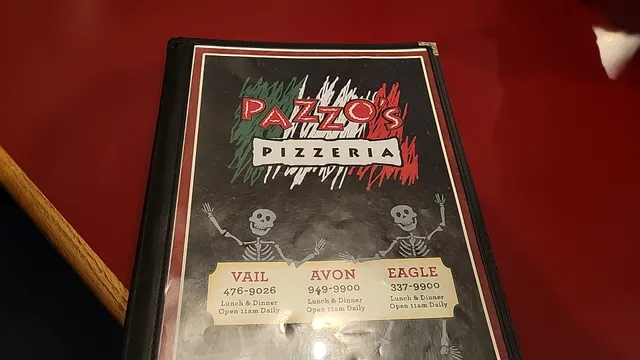 PAZZO'S
PIZZERIA
VAIL AVON EAGLE
476-9026 949-9900 337-9900
Lunch & Dinner Lunch & Dinner Lunch & Dinner
Open 11am Daily Open 11am Daily Open 11am Daily